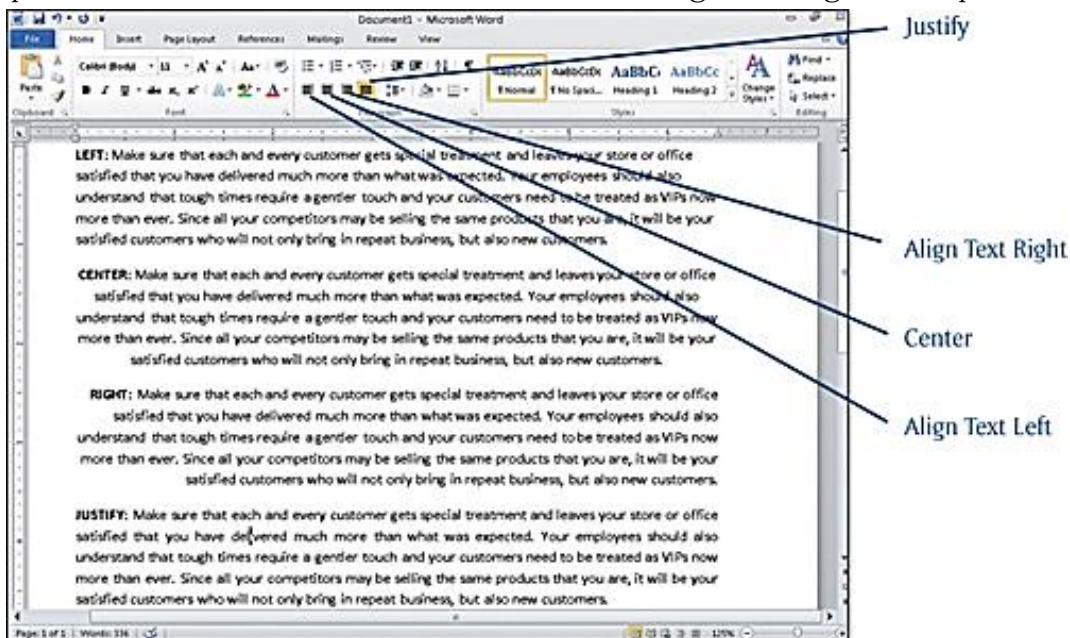 Document1 - Microsoft Word
File Home Insert Page Layout References Mailings Review View
Calibri (Body) 11 A A Aa
Paste
B I U abc X₂ X² A A
AaBbCcDc AaBbCcDc AaBbCc AaBbCc
¶ Normal ¶ No Spaci... Heading 1 Heading 2
Change Styles
Find
Replace
Select
Clipboard Font Paragraph Styles Editing
Justify
LEFT: Make sure that each and every customer gets special treatment and leaves your store or office
satisfied that you have delivered much more than what was expected. Your employees should also
understand that tough times require a gentler touch and your customers need to be treated as VIPs now
more than ever. Since all your competitors may be selling the same products that you are, it will be your
satisfied customers who will not only bring in repeat business, but also new customers.
Align Text Right
CENTER: Make sure that each and every customer gets special treatment and leaves your store or office
satisfied that you have delivered much more than what was expected. Your employees should also
understand that tough times require a gentler touch and your customers need to be treated as VIPs now
more than ever. Since all your competitors may be selling the same products that you are, it will be your
satisfied customers who will not only bring in repeat business, but also new customers.
Center
RIGHT: Make sure that each and every customer gets special treatment and leaves your store or office
satisfied that you have delivered much more than what was expected. Your employees should also
understand that tough times require a gentler touch and your customers need to be treated as VIPs now
more than ever. Since all your competitors may be selling the same products that you are, it will be your
satisfied customers who will not only bring in repeat business, but also new customers.
Align Text Left
JUSTIFY: Make sure that each and every customer gets special treatment and leaves your store or office
satisfied that you have delivered much more than what was expected. Your employees should also
understand that tough times require a gentler touch and your customers need to be treated as VIPs now
more than ever. Since all your competitors may be selling the same products that you are, it will be your
satisfied customers who will not only bring in repeat business, but also new customers.
Page: 1 of 1 Words: 336 125%